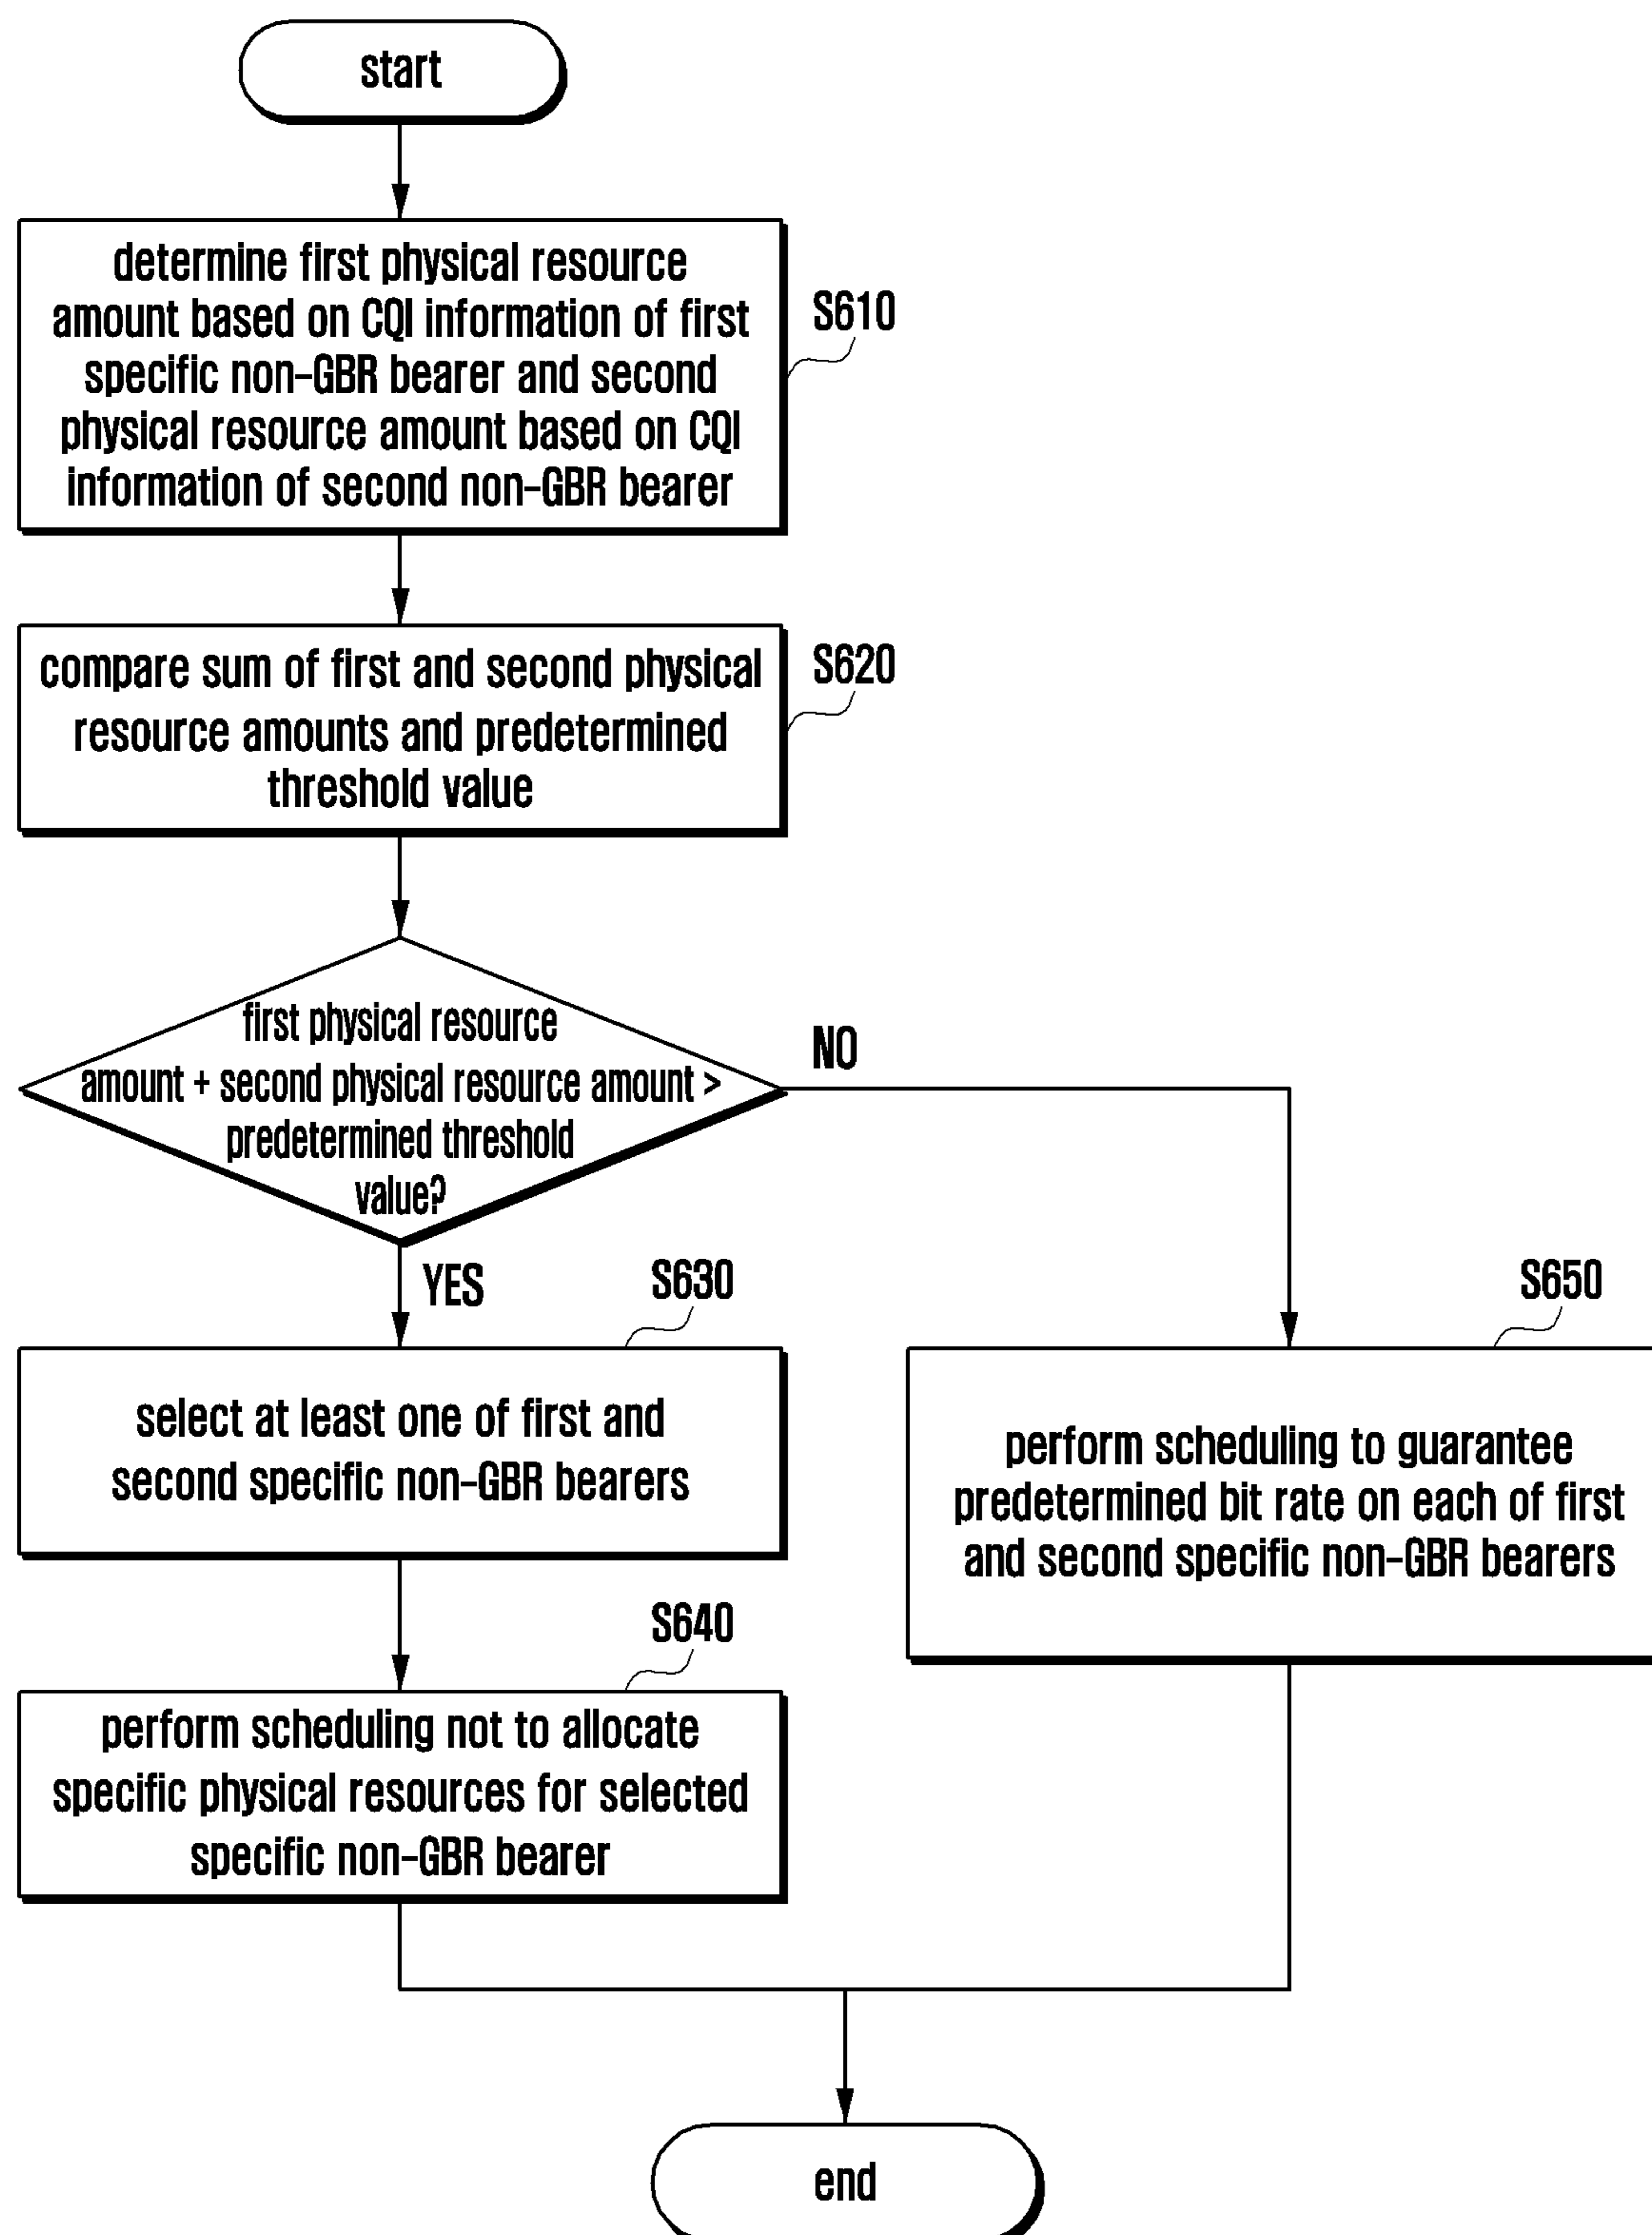 start
determine first physical resource
amount based on CQI information of first
specific non-GBR bearer and second
physical resource amount based on CQI
information of second non-GBR bearer
S610
compare sum of first and second physical
resource amounts and predetermined
threshold value
S620
first physical resource
amount + second physical resource amount >
predetermined threshold
value?
NO
YES
S630
select at least one of first and
second specific non-GBR bearers
S650
perform scheduling to guarantee
predetermined bit rate on each of first
and second specific non-GBR bearers
S640
perform scheduling not to allocate
specific physical resources for selected
specific non-GBR bearer
end